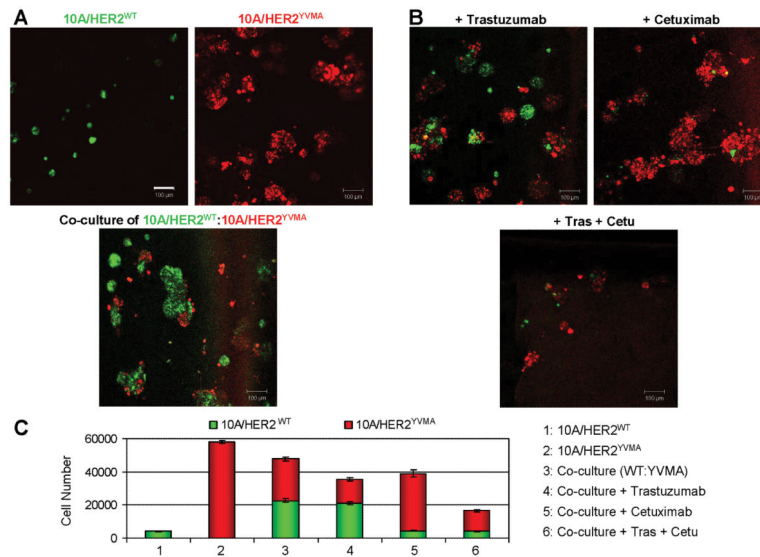 A
10A/HER2WT
10A/HER2YVMA
100 µm
100 µm
Co-culture of 10A/HER2WT:10A/HER2YVMA
100 µm
B
+ Trastuzumab
+ Cetuximab
100 µm
100 µm
+ Tras + Cetu
100 µm
C
10A/HER2 WT
10A/HER2YVMA
Cell Number
60000
40000
20000
0
1 2 3 4 5 6
1: 10A/HER2WT
2: 10A/HER2YVMA
3: Co-culture (WT:YVMA)
4: Co-culture + Trastuzumab
5: Co-culture + Cetuximab
6: Co-culture + Tras + Cetu